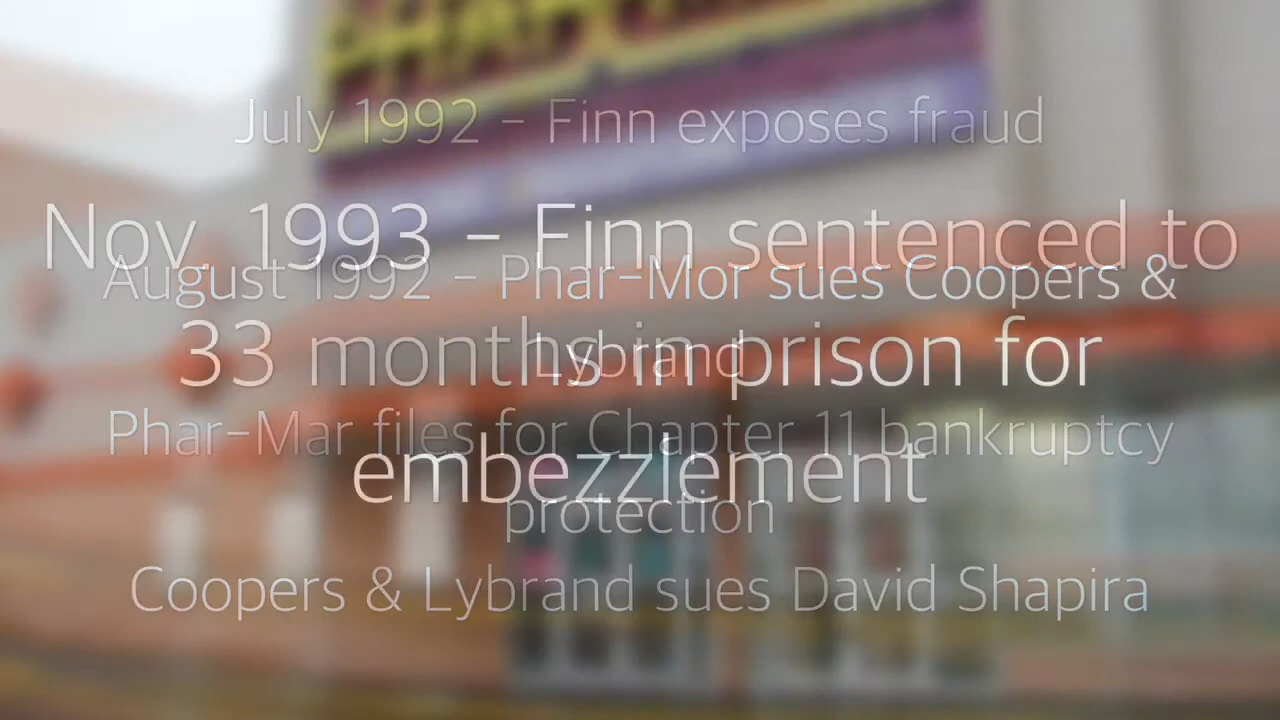 July 1992 – Finn exposes fraud
Nov. 1993 – Finn sentenced to
August 1992 – Phar-Mor sues Coopers &
33 months in prison for
Lybrand
Phar-Mar files for Chapter 11 bankruptcy
embezzlement
protection
Coopers & Lybrand sues David Shapira